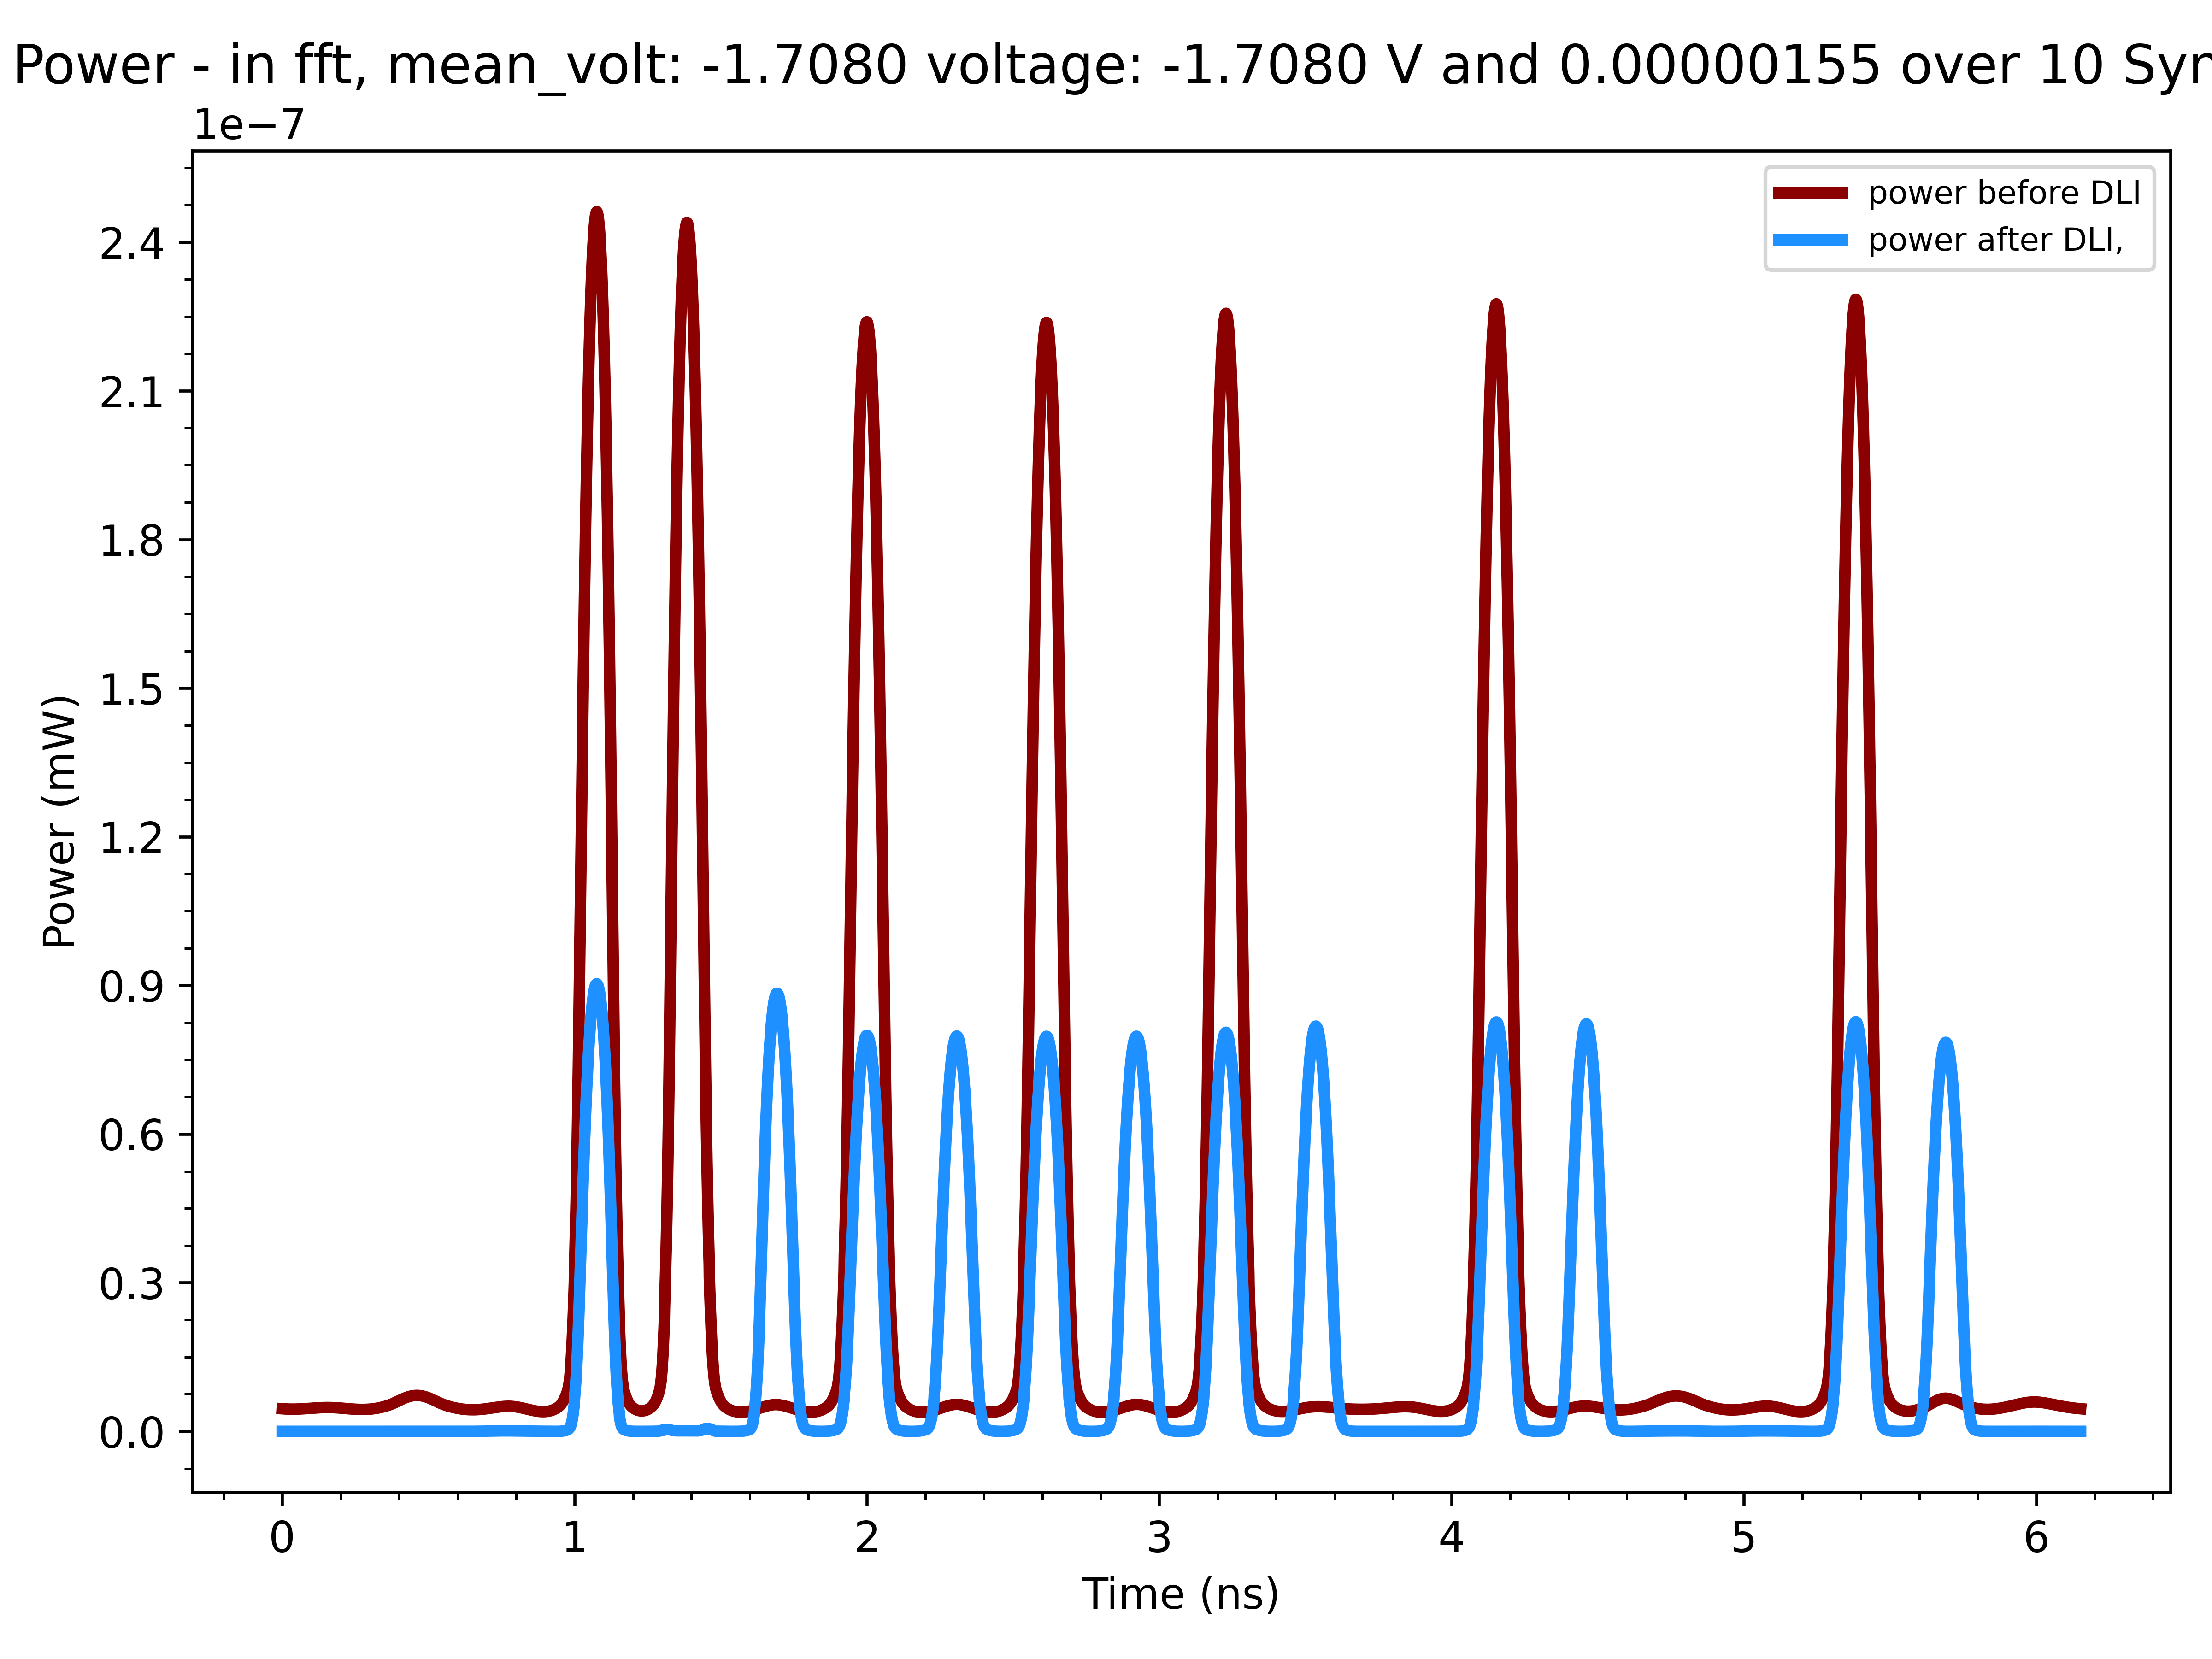 Power - in fft, mean_volt: -1.7080 voltage: -1.7080 V and 0.00000155 over 10 Sym
1e−7
power before DLI
power after DLI,
2.4
2.1
1.8
1.5
1.2
0.9
0.6
0.3
0.0
Power (mW)
0 1 2 3 4 5 6
Time (ns)